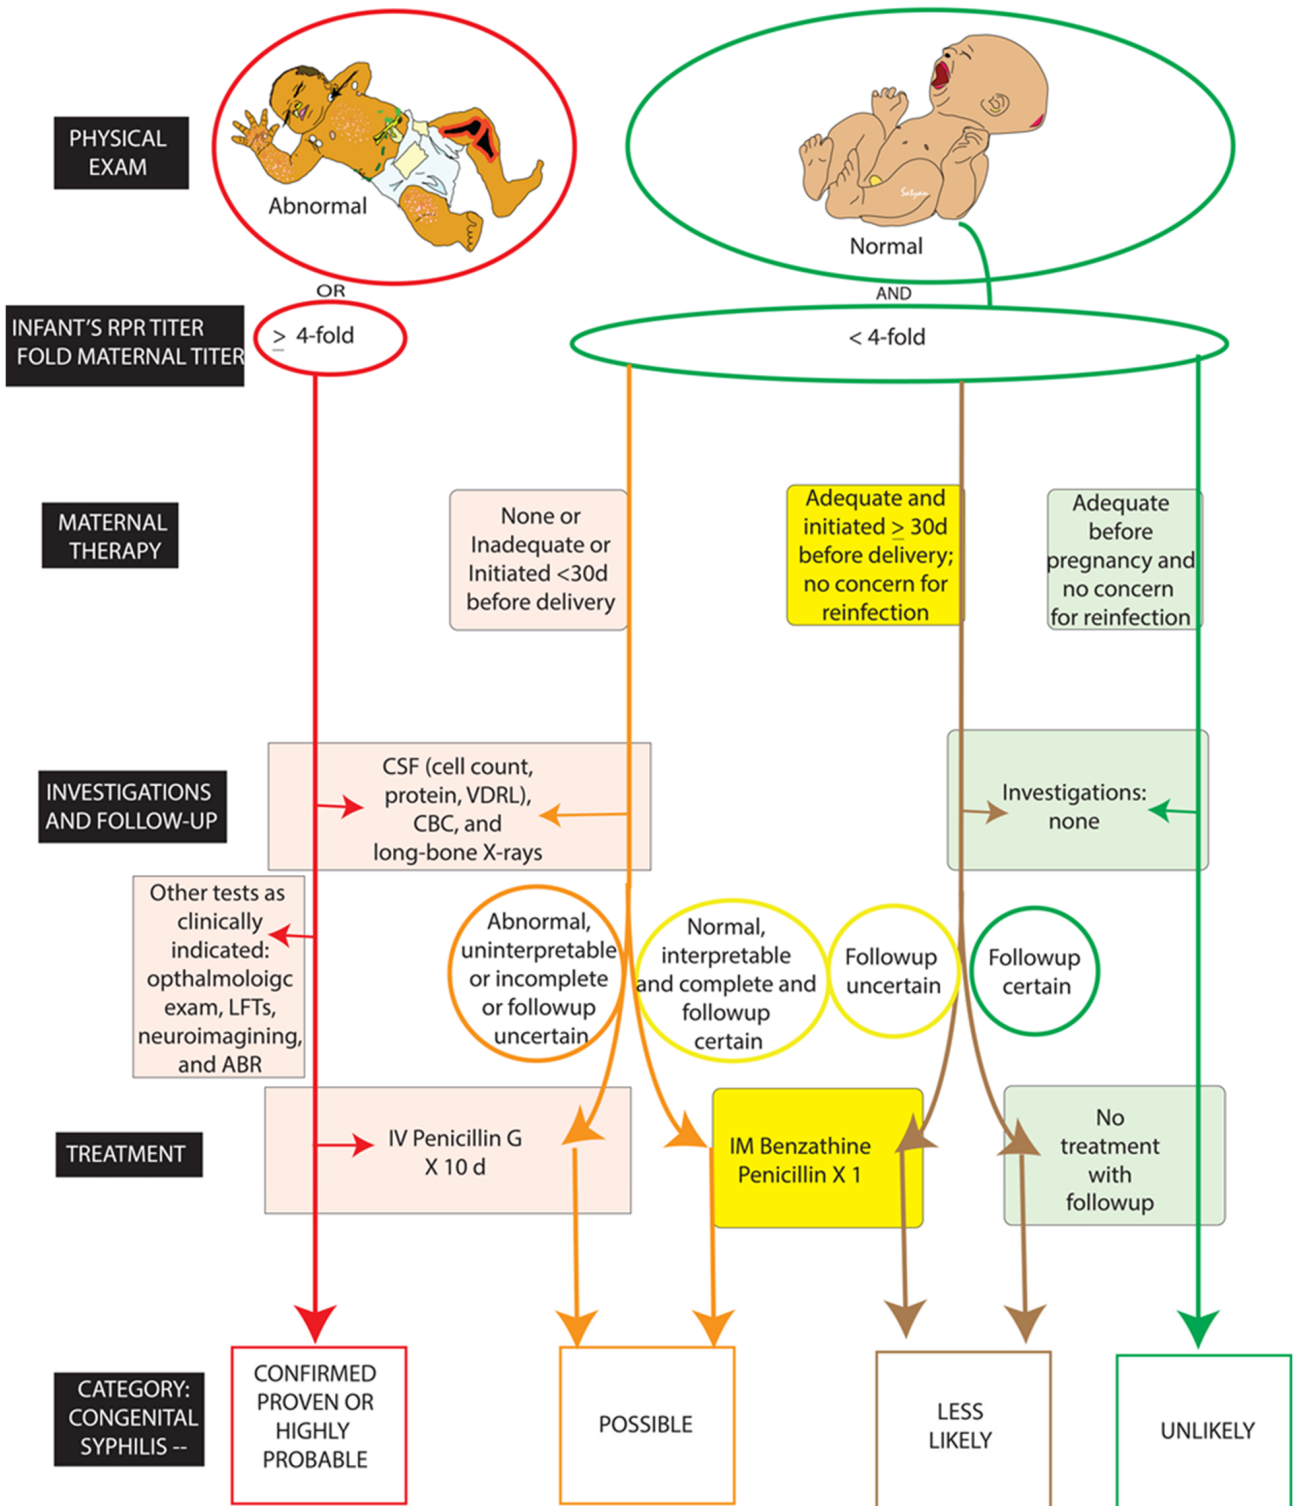 PHYSICAL
EXAM
Abnormal
Satyan
Normal
OR
AND
INFANT'S RPR TITER
FOLD MATERNAL TITER
≥ 4-fold
< 4-fold
MATERNAL
THERAPY
None or
Inadequate or
Initiated <30d
before delivery
Adequate and
initiated ≥ 30d
before delivery;
no concern for
reinfection
Adequate
before
pregnancy and
no concern
for reinfection
INVESTIGATIONS
AND FOLLOW-UP
CSF (cell count,
protein, VDRL),
CBC, and
long-bone X-rays
Investigations:
none
Other tests as
clinically
indicated:
opthalmoloigc
exam, LFTs,
neuroimagining,
and ABR
Abnormal,
uninterpretable
or incomplete
or followup
uncertain
Normal,
interpretable
and complete and
followup
certain
Followup
uncertain
Followup
certain
TREATMENT
IV Penicillin G
X 10 d
IM Benzathine
Penicillin X 1
No
treatment
with
followup
CATEGORY:
CONGENITAL
SYPHILIS --
CONFIRMED
PROVEN OR
HIGHLY
PROBABLE
POSSIBLE
LESS
LIKELY
UNLIKELY